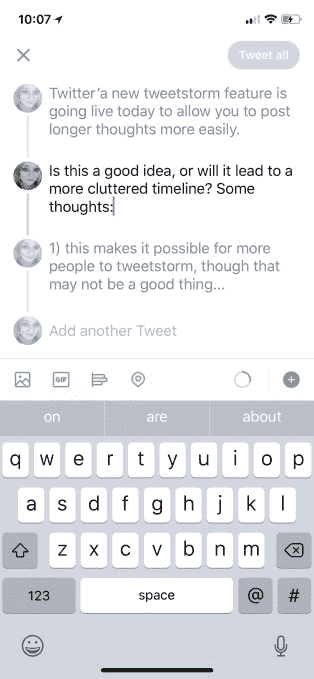 10:07
Tweet all
Twitter'a new tweetstorm feature is
going live today to allow you to post
longer thoughts more easily.
Is this a good idea, or will it lead to a
more cluttered timeline? Some
thoughts:
1) this makes it possible for more
people to tweetstorm, though that
may not be a good thing...
Add another Tweet
GIF
on are about
q w e r t y u i o p
a s d f g h j k l
z x c v b n m
123 space @ #